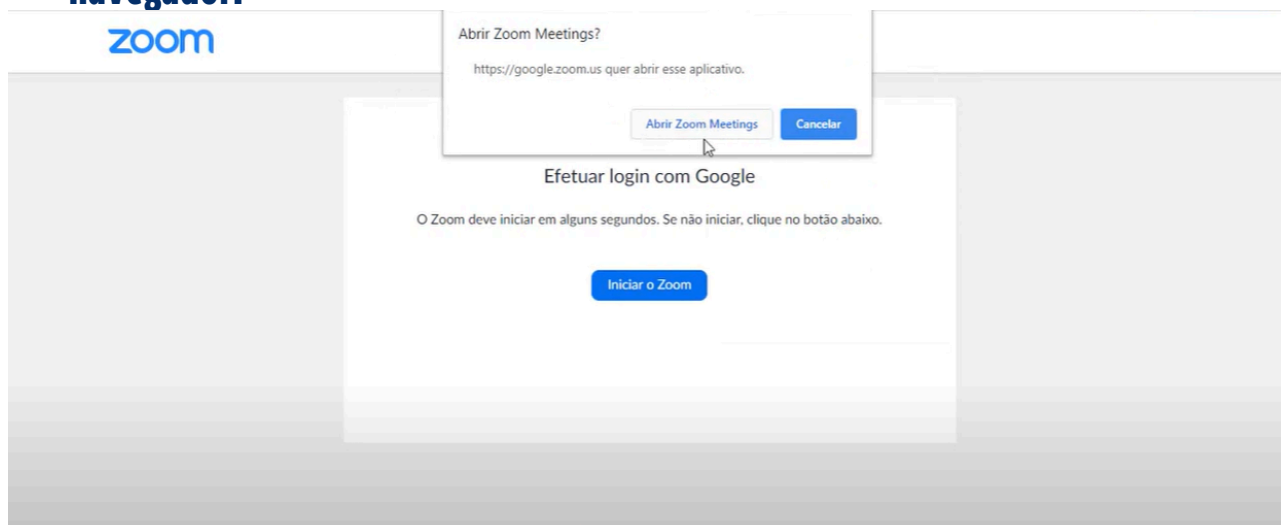 navegador.
zoom
Abrir Zoom Meetings?
https://google.zoom.us quer abrir esse aplicativo.
Abrir Zoom Meetings
Cancelar
Efetuar login com Google
O Zoom deve iniciar em alguns segundos. Se não iniciar, clique no botão abaixo.
Iniciar o Zoom